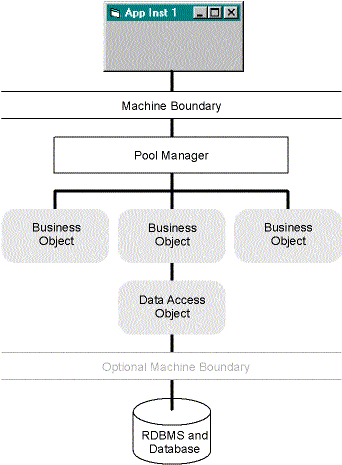 App Inst 1
Machine Boundary
Pool Manager
Business
Object
Business
Object
Business
Object
Data Access
Object
Optional Machine Boundary
RDBMS and
Database